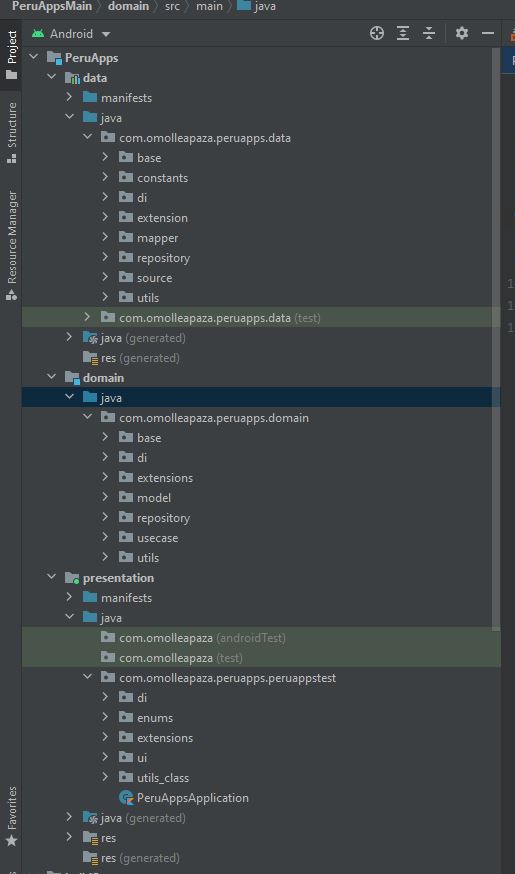 PeruAppsMain domain src main java
Android
PeruApps
data
manifests
java
com.omolleapaza.peruapps.data
base
constants
di
extension
mapper
repository
source
utils
com.omolleapaza.peruapps.data (test)
java (generated)
res (generated)
domain
java
com.omolleapaza.peruapps.domain
base
di
extensions
model
repository
usecase
utils
presentation
manifests
java
com.omolleapaza (androidTest)
com.omolleapaza (test)
com.omolleapaza.peruapps.peruappstest
di
enums
extensions
ui
utils_class
PeruAppsApplication
java (generated)
res
res (generated)
Project
Structure
Resource Manager
Favorites
1
1
1